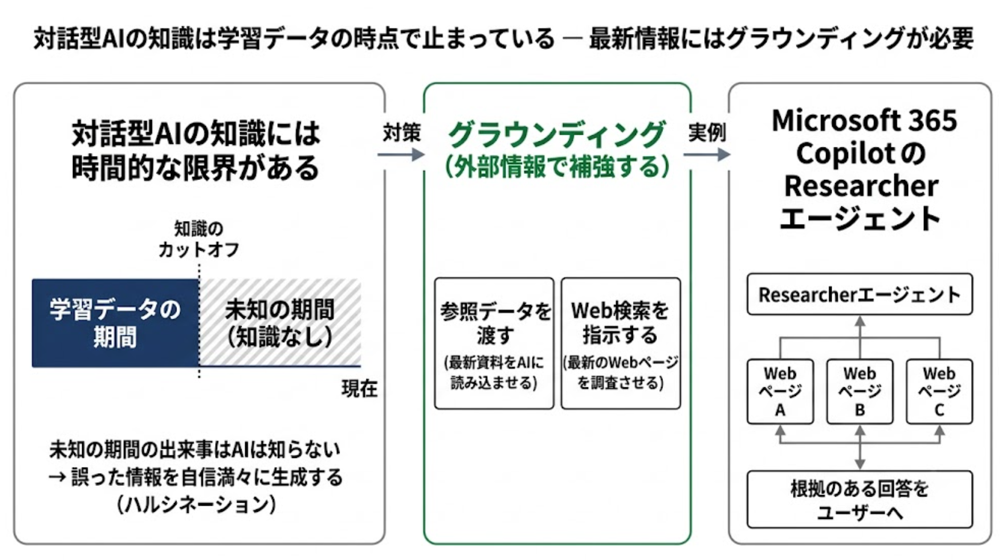 対話型AIの知識は学習データの時点で止まっている — 最新情報にはグラウンディングが必要
対話型AIの知識には
時間的な限界がある
知識の
カットオフ
学習データの
期間
未知の期間
（知識なし）
現在
未知の期間の出来事はAIは知らない
→ 誤った情報を自信満々に生成する
（ハルシネーション）
対策
グラウンディング
（外部情報で補強する）
参照データを
渡す
(最新資料をAIに
読み込ませる)
Web検索を
指示する
(最新のWebページ
を調査させる)
実例
Microsoft 365
Copilotの
Researcher
エージェント
Researcherエージェント
Web
ページ
A
Web
ページ
B
Web
ページ
C
根拠のある回答を
ユーザーへ